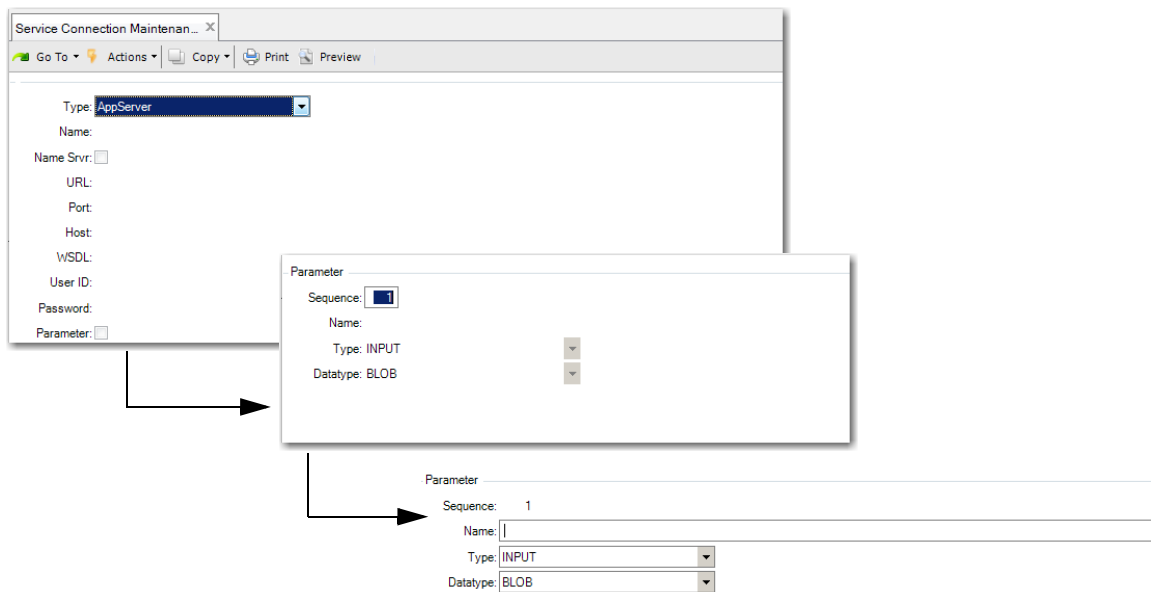 Service Connection Maintenan... X
Go To Actions Copy Print Preview
Type: AppServer
Name:
Name Srvr:
URL:
Port:
Host:
WSDL:
User ID:
Password:
Parameter:
Parameter
Sequence: 1
Name:
Type: INPUT
Datatype: BLOB
Parameter
Sequence: 1
Name:
Type: INPUT
Datatype: BLOB